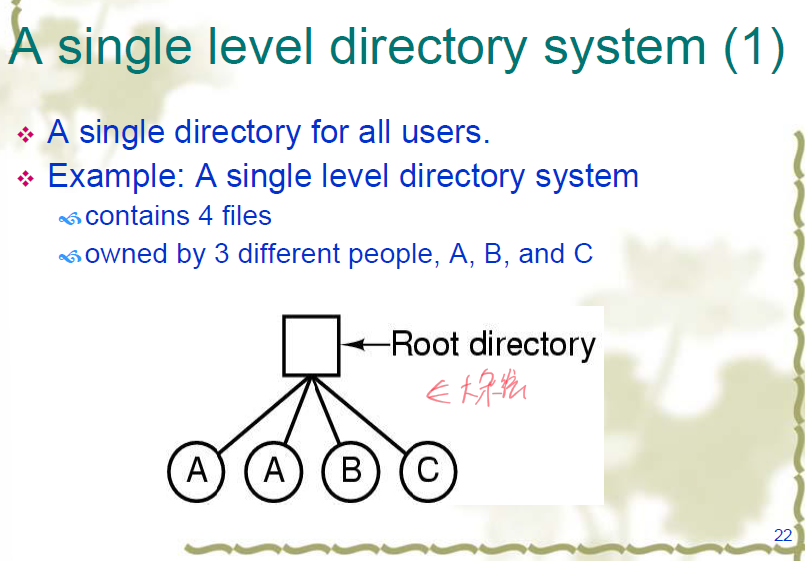 A single level directory system (1)
A single directory for all users.
Example: A single level directory system
contains 4 files
owned by 3 different people, A, B, and C
Root directory
大杂烩
A A B C
22